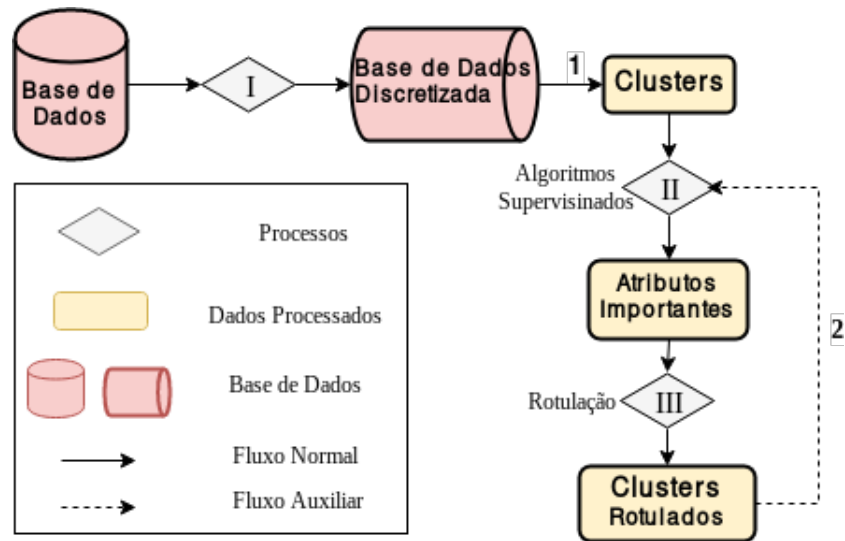 Base de
Dados
I
Base de Dados
Discretizada
1
Clusters
Algoritmos
Supervisinados
II
Atributos
Importantes
2
Rotulação
III
Clusters
Rotulados
Processos
Dados Processados
Base de Dados
Fluxo Normal
Fluxo Auxiliar